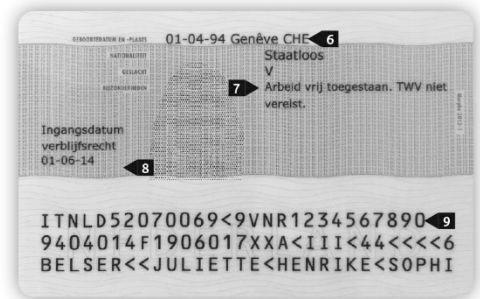 GEBOORTEDATUM EN -PLAATS 01-04-94 Genêve CHE 6
NATIONALITEIT Staatloos
GESLACHT V
BIJZONDERHEDEN 7 Arbeid vrij toegestaan. TWV niet
vereist.
Ingangsdatum
verblijfsrecht
01-06-14
8
ITNLD52070069<9VNR1234567890 9
9404014F1906017XXA<III<44<<<<6
BELSER<<JULIETTE<HENRIKE<SOPHI